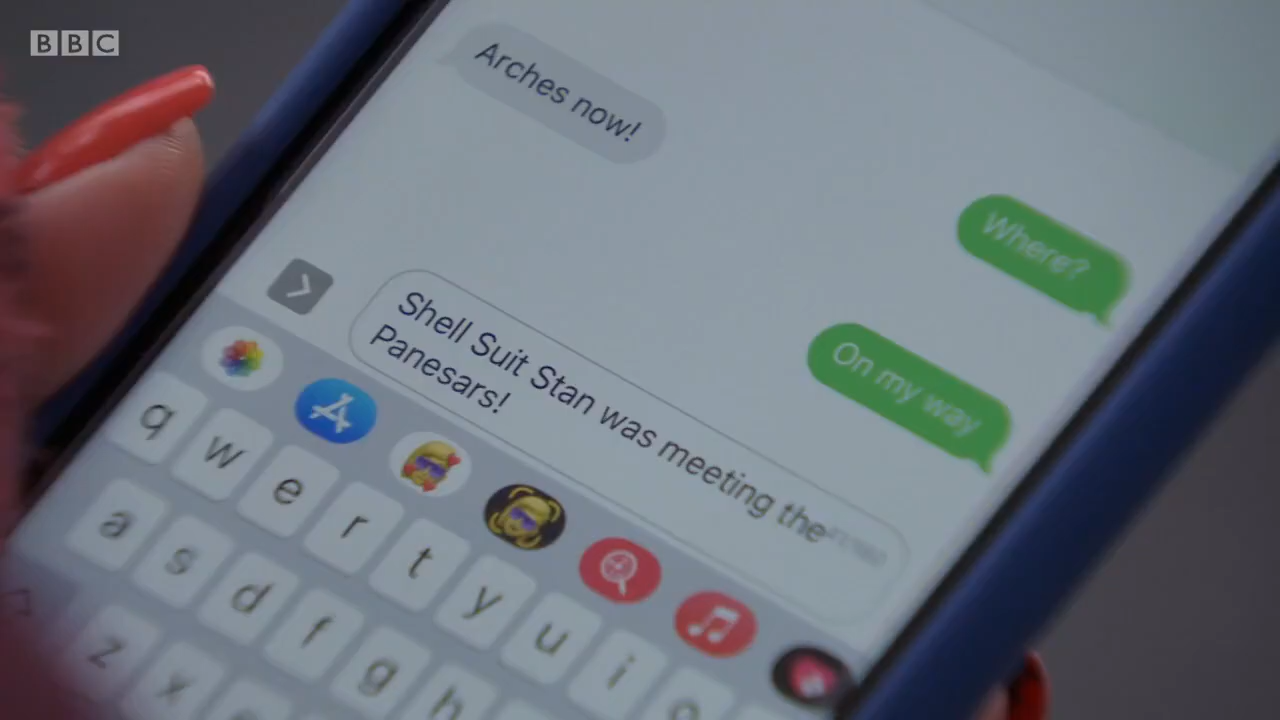 BBC
Arches now!
Where?
On my way
Shell Suit Stan was meeting the
Panesars!
q w e r t y u i o
a s d f g h
z x